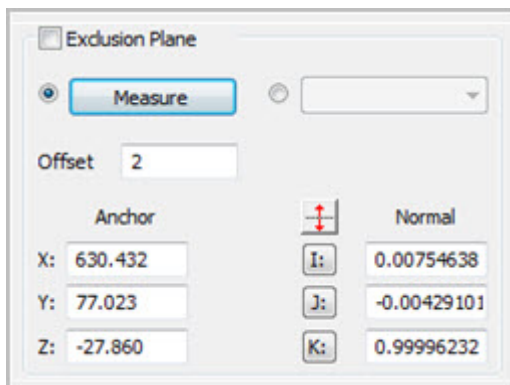 Exclusion Plane
Measure
Offset 2
Anchor Normal
X: 630.432 I: 0.00754638
Y: 77.023 J: -0.00429101
Z: -27.860 K: 0.99996232